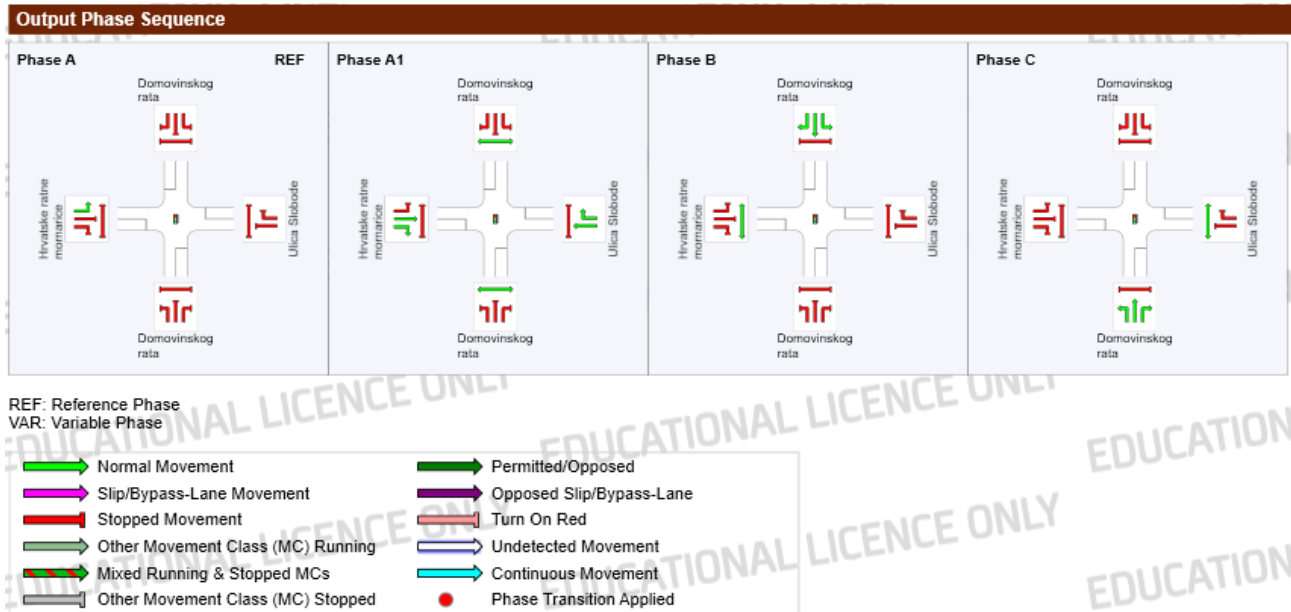 Output Phase Sequence
Phase A REF
Domovinskog
rata
Hrvatske ratne
mornarice
Ulica Slobode
Domovinskog
rata
Phase A1
Domovinskog
rata
Hrvatske ratne
mornarice
Ulica Slobode
Domovinskog
rata
Phase B
Domovinskog
rata
Hrvatske ratne
mornarice
Ulica Slobode
Domovinskog
rata
Phase C
Domovinskog
rata
Hrvatske ratne
mornarice
Ulica Slobode
Domovinskog
rata
REF: Reference Phase
VAR: Variable Phase
Normal Movement
Slip/Bypass-Lane Movement
Stopped Movement
Other Movement Class (MC) Running
Mixed Running & Stopped MCs
Other Movement Class (MC) Stopped
Permitted/Opposed
Opposed Slip/Bypass-Lane
Turn On Red
Undetected Movement
Continuous Movement
Phase Transition Applied
EDUCATIONAL LICENCE ONLY
EDUCATIONAL LICENCE ONLY
EDUCATION
EDUCATIONAL LICENCE ONLY
EDUCATIONAL LICENCE ONLY
EDUCATION